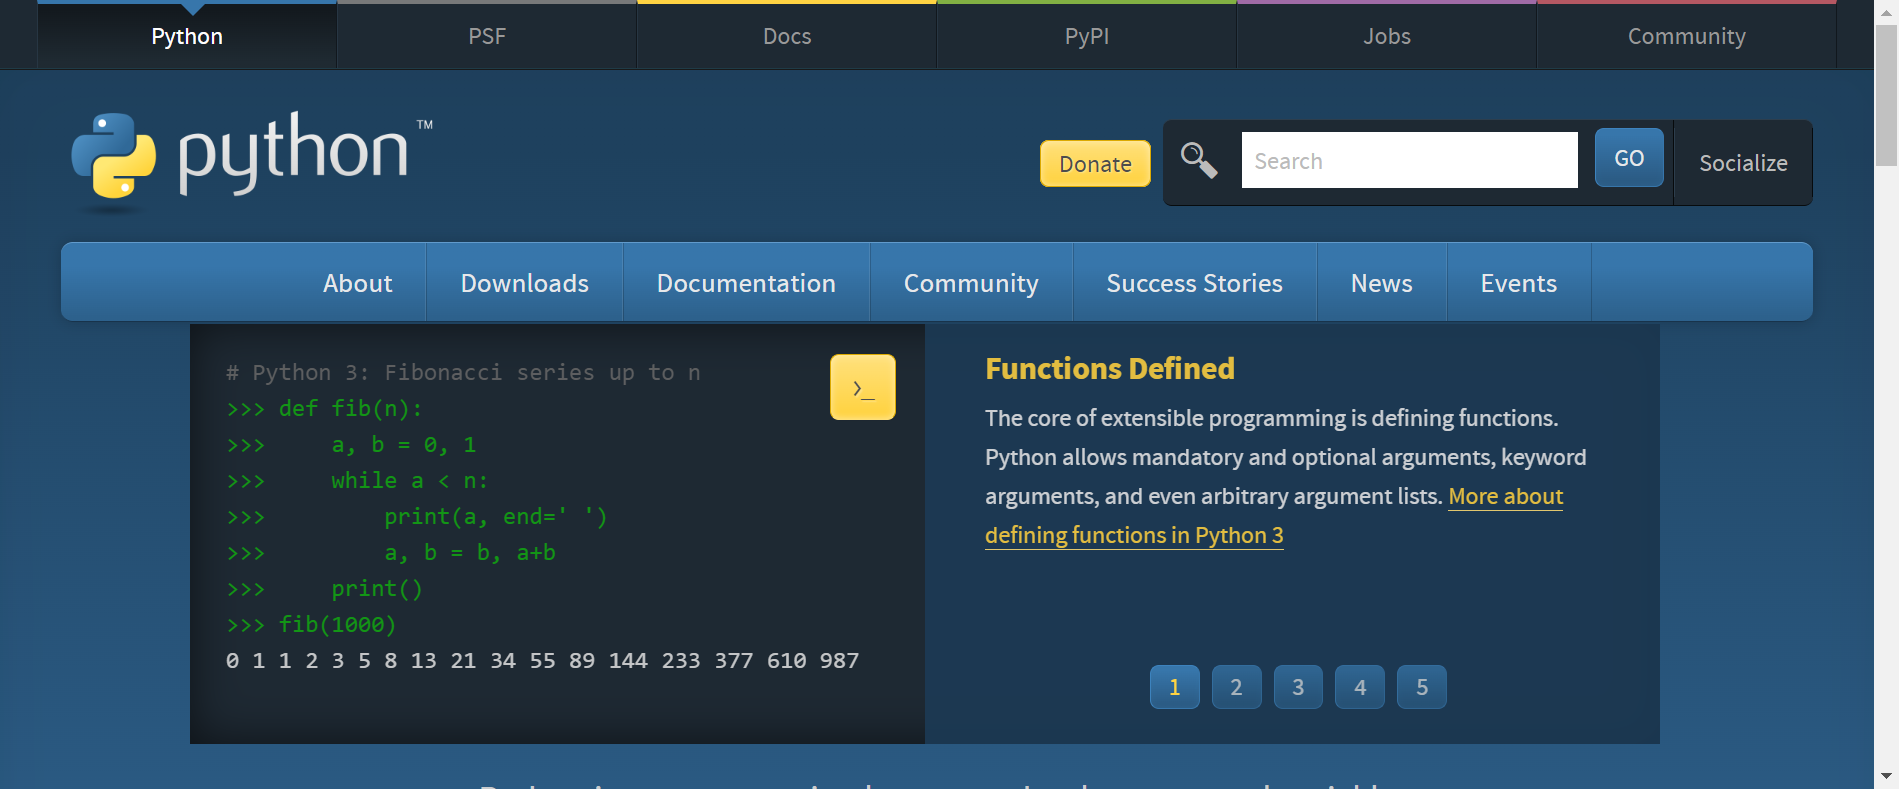 Python
PSF
Docs
PyPI
Jobs
Community
python™
Donate
Search
GO
Socialize
About
Downloads
Documentation
Community
Success Stories
News
Events
# Python 3: Fibonacci series up to n
>>> def fib(n):
>>>     a, b = 0, 1
>>>     while a < n:
>>>         print(a, end=' ')
>>>         a, b = b, a+b
>>>     print()
>>> fib(1000)
0 1 1 2 3 5 8 13 21 34 55 89 144 233 377 610 987
>_
Functions Defined
The core of extensible programming is defining functions.
Python allows mandatory and optional arguments, keyword
arguments, and even arbitrary argument lists. More about
defining functions in Python 3
1
2
3
4
5